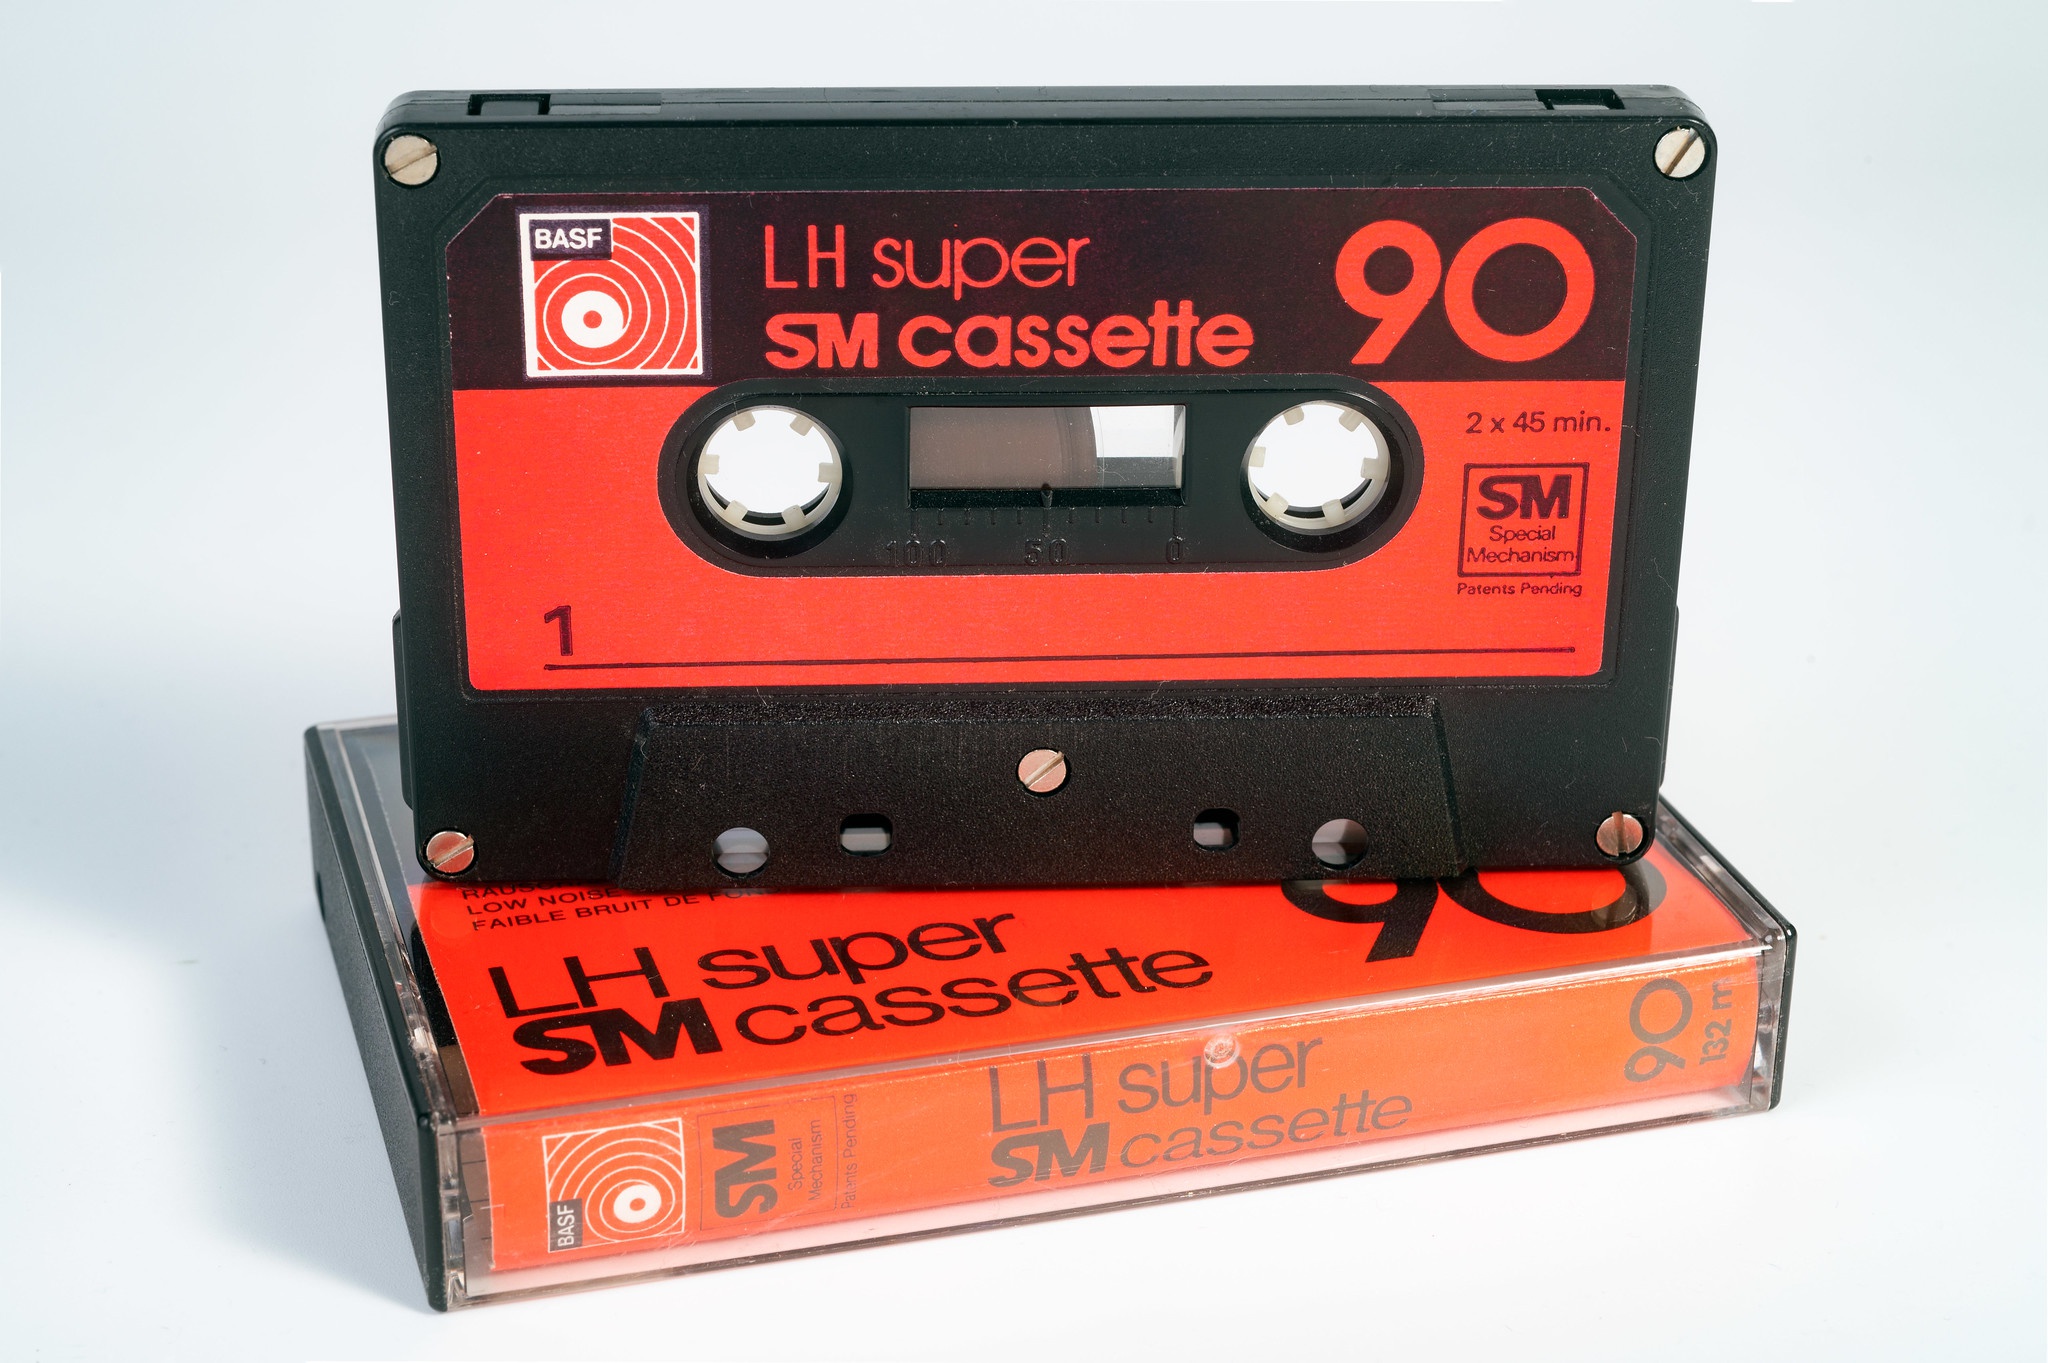 BASF
LH super
SM cassette
90
2 x 45 min.
SM
Special
Mechanism
Patents Pending
100 50 0
1
LOW NOISE
FAIBLE BRUIT DE
90
LH super
SM cassette
BASF
SM
Special
Mechanism
Patents Pending
LH super
SM cassette
90
132 m